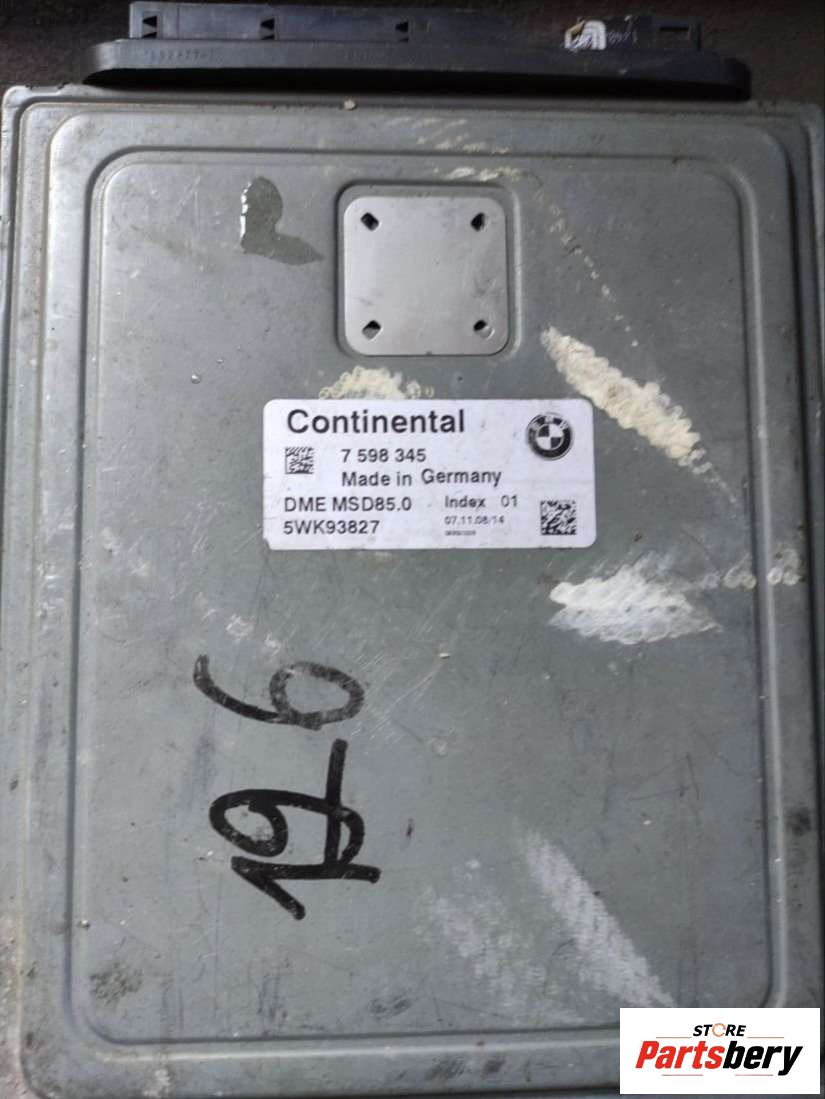 Continental
BMW
7 598 345
Made in Germany
DME MSD85.0 Index 01
5WK93827 07.11.08/14
STORE
Partsbery